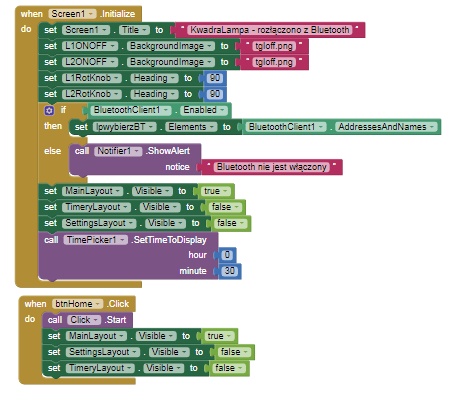 when Screen1 .Initialize
do set Screen1 . Title to " KwadraLampa - rozłączono z Bluetooth "
set L1ONOFF . BackgroundImage to " tgloff.png "
set L2ONOFF . BackgroundImage to " tgloff.png "
set L1RotKnob . Heading to 90
set L2RotKnob . Heading to 90
if BluetoothClient1 . Enabled
then set lpwybierzBT . Elements to BluetoothClient1 . AddressesAndNames
else call Notifier1 .ShowAlert
notice " Bluetooth nie jest włączony "
set MainLayout . Visible to true
set TimeryLayout . Visible to false
set SettingsLayout . Visible to false
call TimePicker1 .SetTimeToDisplay
hour 0
minute 30
when btnHome .Click
do call Click .Start
set MainLayout . Visible to true
set SettingsLayout . Visible to false
set TimeryLayout . Visible to false